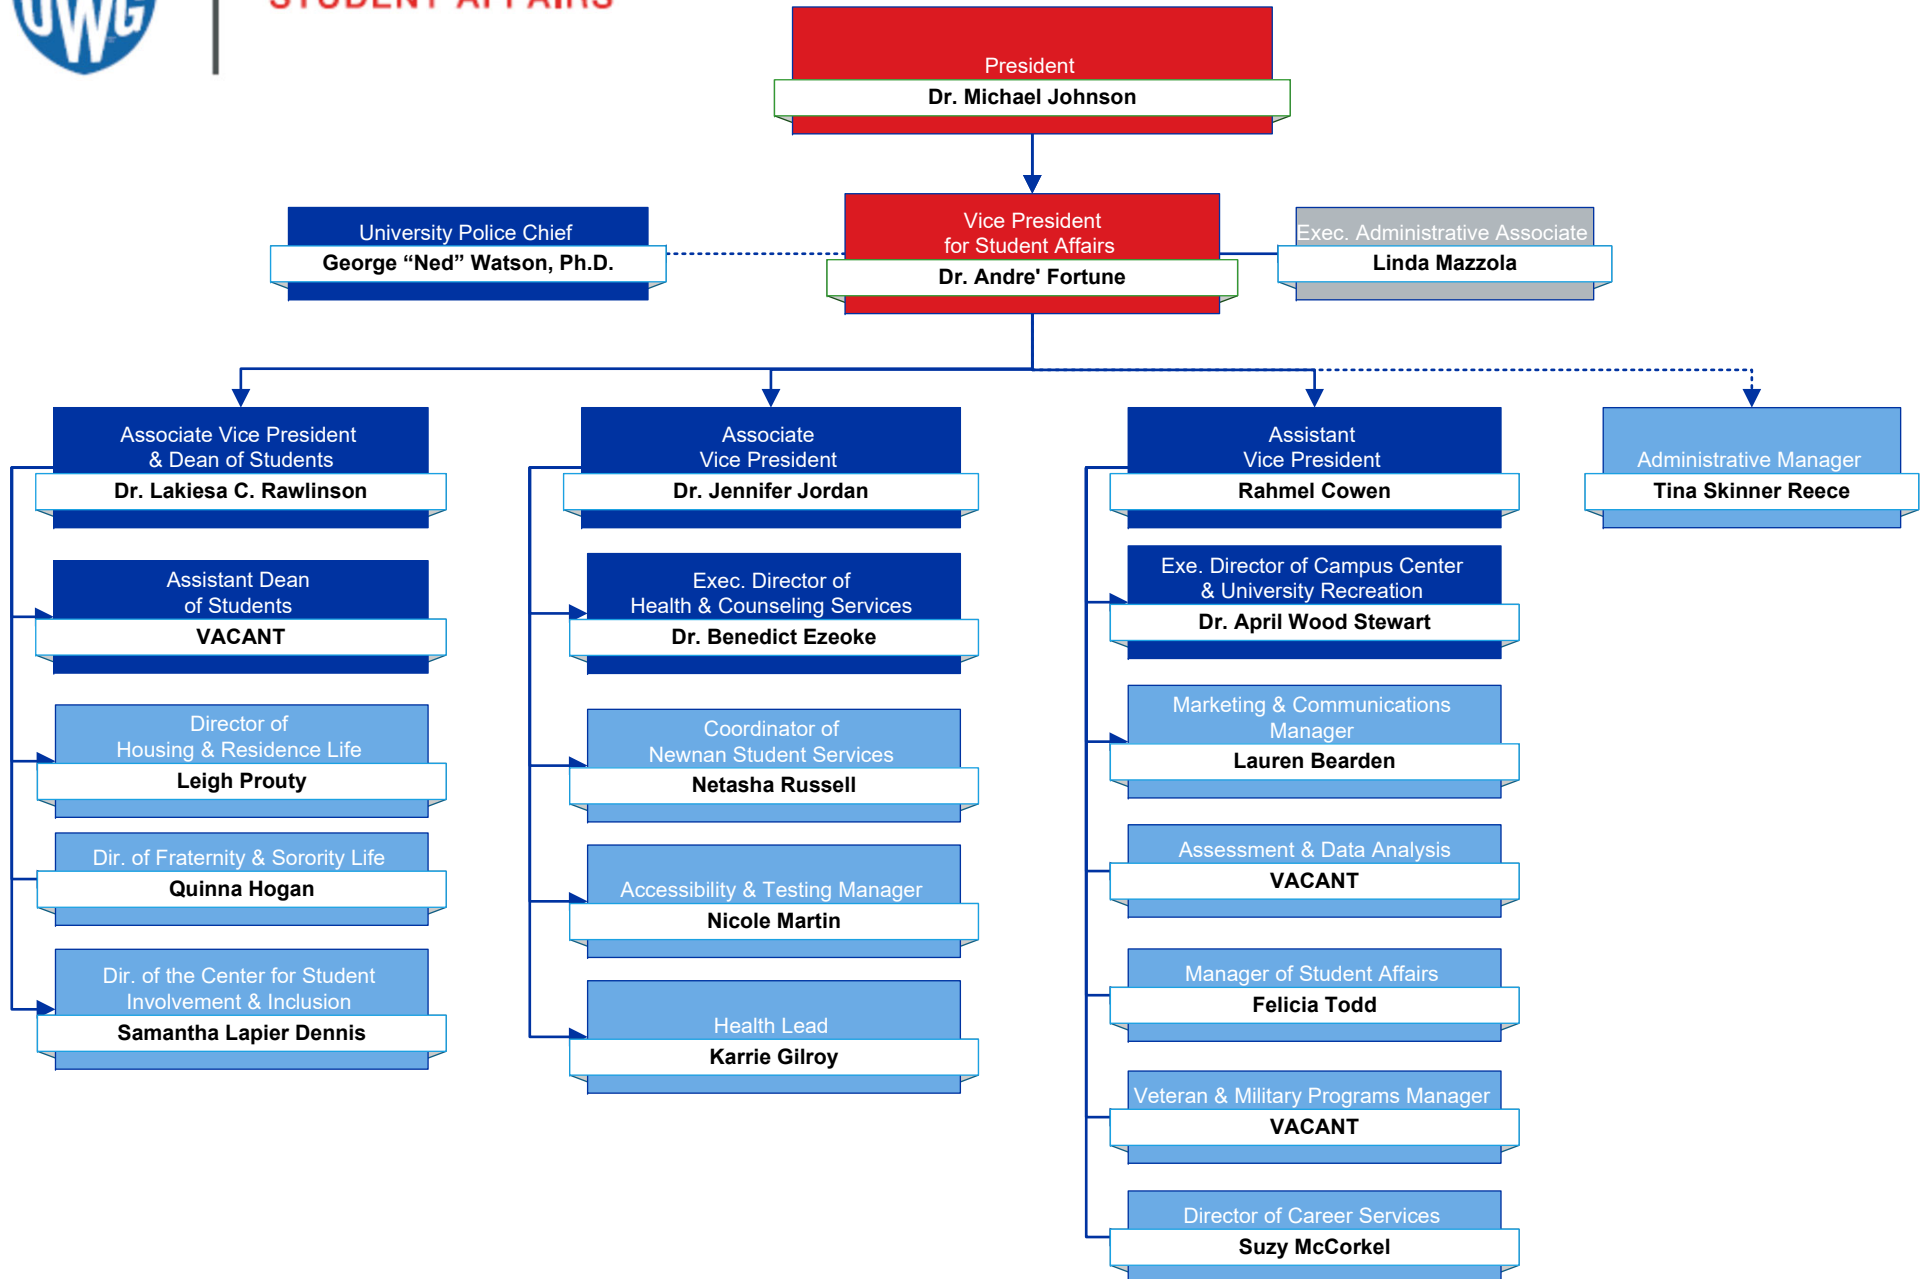 UWG
STUDENT AFFAIRS
President
Dr. Michael Johnson
University Police Chief
George “Ned” Watson, Ph.D.
Vice President
for Student Affairs
Dr. Andre' Fortune
Exec. Administrative Associate
Linda Mazzola
Associate Vice President
& Dean of Students
Dr. Lakiesa C. Rawlinson
Associate
Vice President
Dr. Jennifer Jordan
Assistant
Vice President
Rahmel Cowen
Administrative Manager
Tina Skinner Reece
Assistant Dean
of Students
VACANT
Exec. Director of
Health & Counseling Services
Dr. Benedict Ezeoke
Exe. Director of Campus Center
& University Recreation
Dr. April Wood Stewart
Director of
Housing & Residence Life
Leigh Prouty
Coordinator of
Newnan Student Services
Netasha Russell
Marketing & Communications
Manager
Lauren Bearden
Dir. of Fraternity & Sorority Life
Quinna Hogan
Accessibility & Testing Manager
Nicole Martin
Assessment & Data Analysis
VACANT
Dir. of the Center for Student
Involvement & Inclusion
Samantha Lapier Dennis
Health Lead
Karrie Gilroy
Manager of Student Affairs
Felicia Todd
Veteran & Military Programs Manager
VACANT
Director of Career Services
Suzy McCorkel